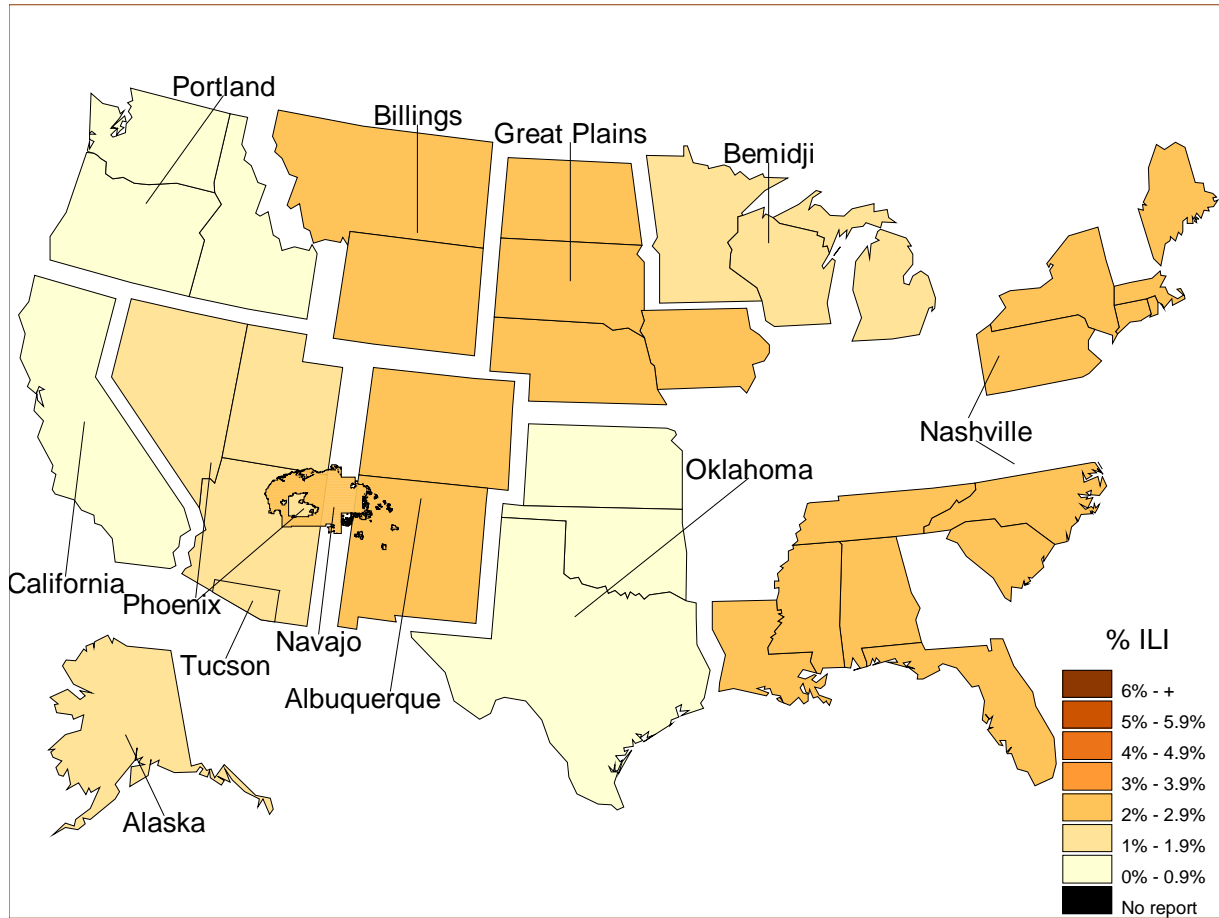 Portland
Billings
Great Plains
Bemidji
Nashville
Oklahoma
California
Phoenix
Navajo
Tucson
Albuquerque
Alaska
% ILI
6% - +
5% - 5.9%
4% - 4.9%
3% - 3.9%
2% - 2.9%
1% - 1.9%
0% - 0.9%
No report